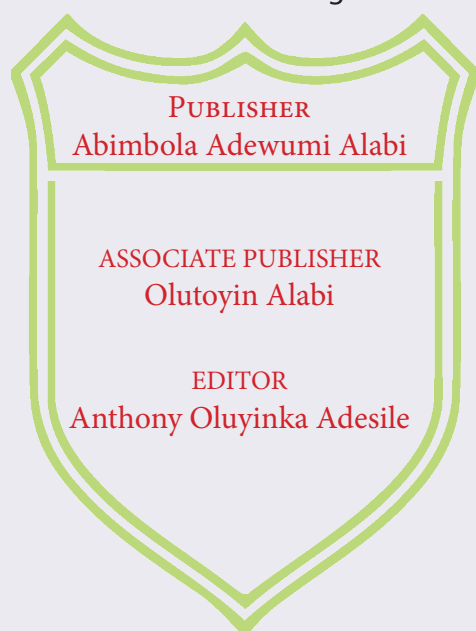 PUBLISHER
Abimbola Adewumi Alabi
ASSOCIATE PUBLISHER
Olutoyin Alabi
EDITOR
Anthony Oluyinka Adesile